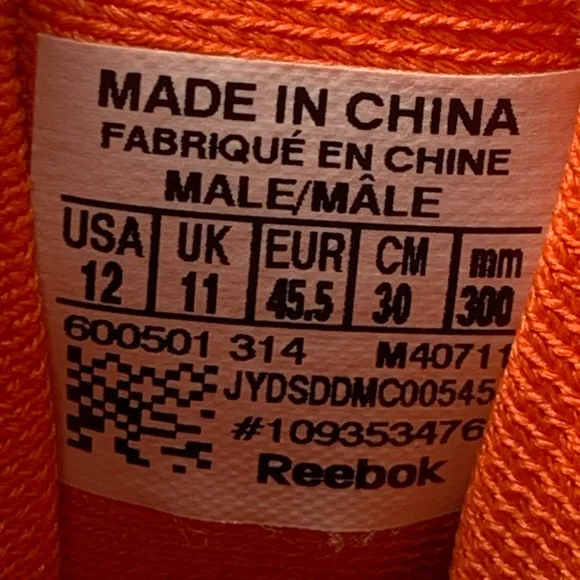 MADE IN CHINA
FABRIQUÉ EN CHINE
MALE/MÂLE
USA UK EUR CM mm
12 11 45.5 30 300
600501 314 M40711
JYDSDDMC00545
#109353476
Reebok